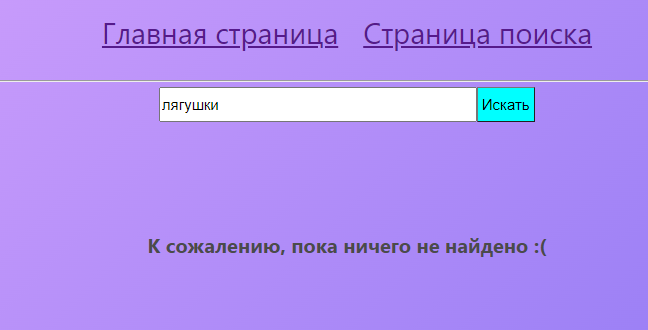 Главная страница Страница поиска
лягушки Искать
К сожалению, пока ничего не найдено :(